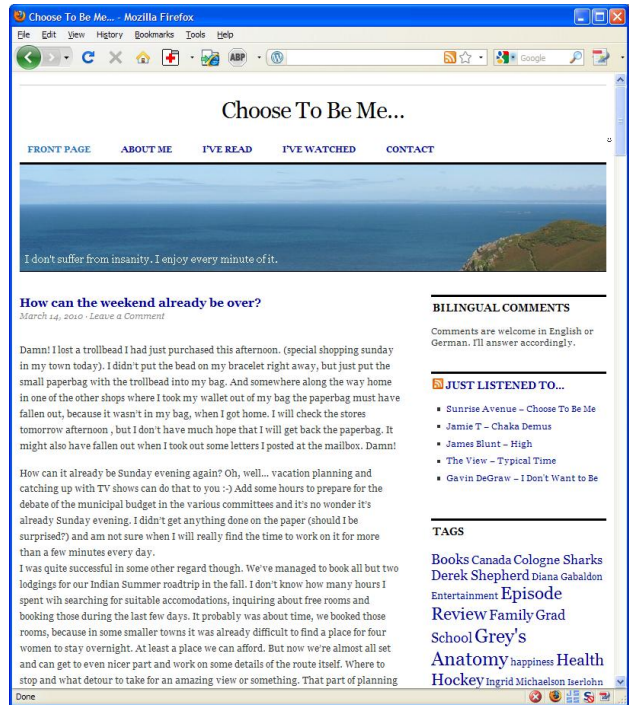 Choose To Be Me... - Mozilla Firefox
File Edit View History Bookmarks Tools Help
ABP
Google
Choose To Be Me...
FRONT PAGE ABOUT ME I'VE READ I'VE WATCHED CONTACT
I don't suffer from insanity. I enjoy every minute of it.
How can the weekend already be over?
March 14, 2010 · Leave a Comment
Damn! I lost a trollbead I had just purchased this afternoon. (special shopping sunday
in my town today). I didn't put the bead on my bracelet right away, but just put the
small paperbag with the trollbead into my bag. And somewhere along the way home
in one of the other shops where I took my wallet out of my bag the paperbag must have
fallen out, because it wasn't in my bag, when I got home. I will check the stores
tomorrow afternoon , but I don't have much hope that I will get back the paperbag. It
might also have fallen out when I took out some letters I posted at the mailbox. Damn!
How can it already be Sunday evening again? Oh, well... vacation planning and
catching up with TV shows can do that to you :-) Add some hours to prepare for the
debate of the municipal budget in the various committees and it's no wonder it's
already Sunday evening. I didn't get anything done on the paper (should I be
surprised?) and am not sure when I will really find the time to work on it for more
than a few minutes every day.
I was quite successful in some other regard though. We've managed to book all but two
lodgings for our Indian Summer roadtrip in the fall. I don't know how many hours I
spent wih searching for suitable accomodations, inquiring about free rooms and
booking those during the last few days. It probably was about time, we booked those
rooms, because in some smaller towns it was already difficult to find a place for four
women to stay overnight. At least a place we can afford. But now we're almost all set
and can get to even nicer part and work on some details of the route itself. Where to
stop and what detour to take for an amazing view or something. That part of planning
BILINGUAL COMMENTS
Comments are welcome in English or
German. I'll answer accordingly.
JUST LISTENED TO...
Sunrise Avenue – Choose To Be Me
Jamie T – Chaka Demus
James Blunt – High
The View – Typical Time
Gavin DeGraw – I Don't Want to Be
TAGS
Books Canada Cologne Sharks
Derek Shepherd Diana Gabaldon
Entertainment Episode
Review Family Grad
School Grey's
Anatomy happiness Health
Hockey Ingrid Michaelson Iserlohn
Done